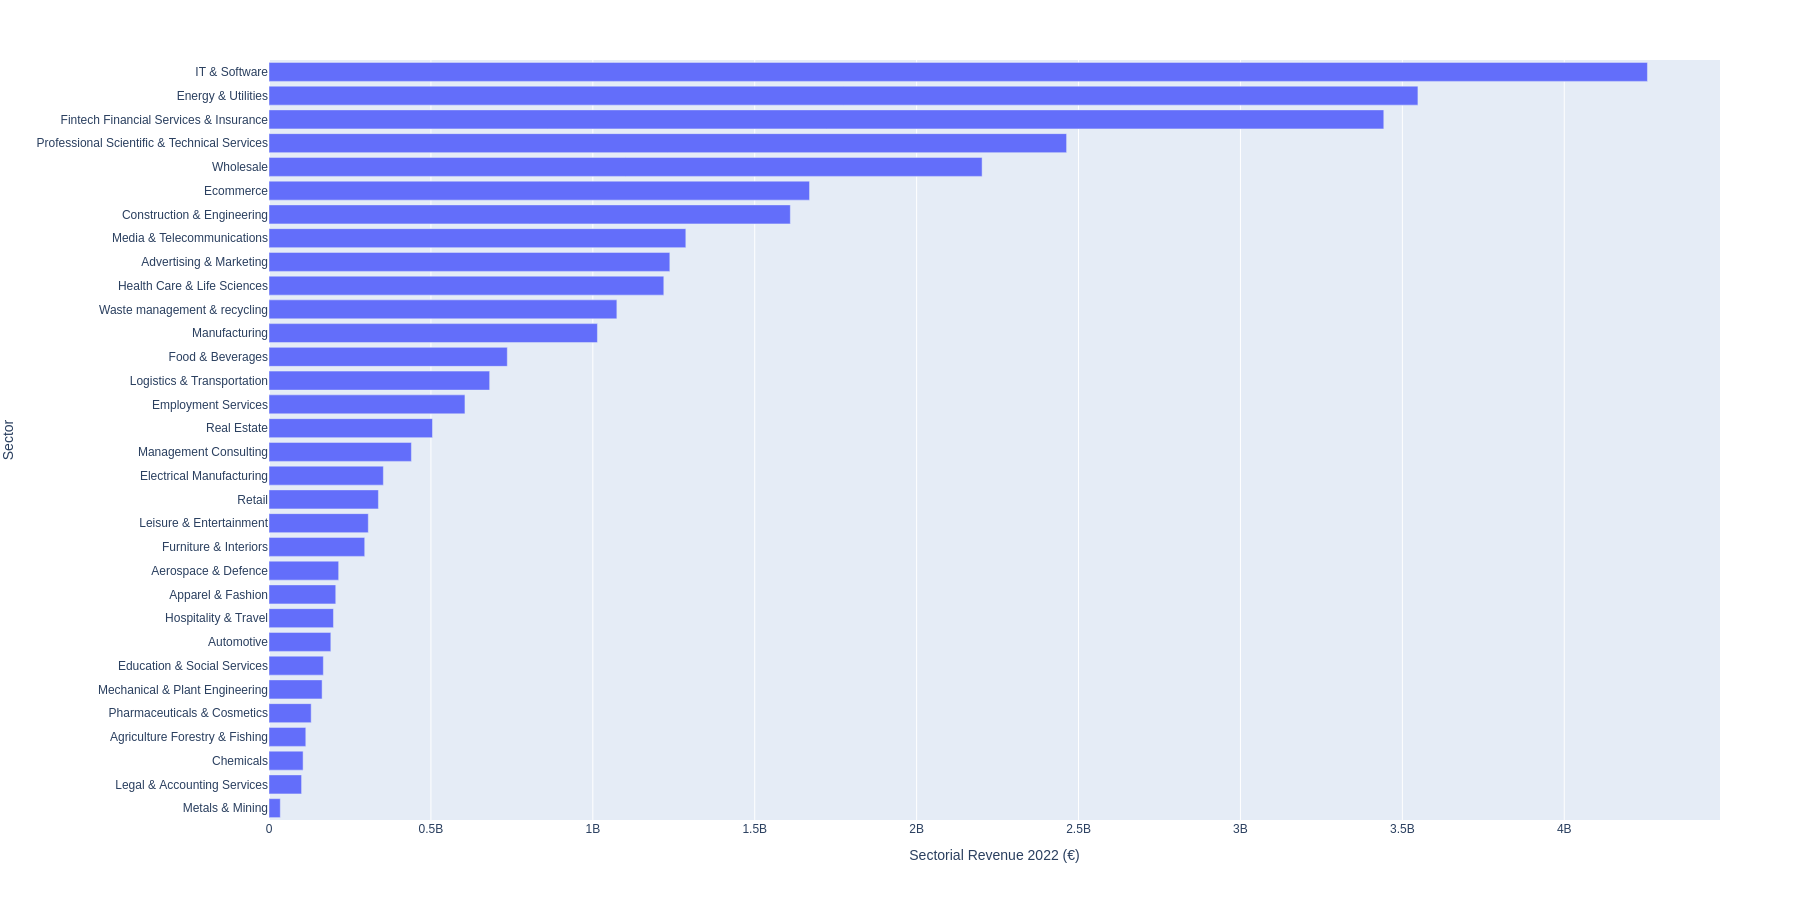 IT & Software
Energy & Utilities
Fintech Financial Services & Insurance
Professional Scientific & Technical Services
Wholesale
Ecommerce
Construction & Engineering
Media & Telecommunications
Advertising & Marketing
Health Care & Life Sciences
Waste management & recycling
Manufacturing
Food & Beverages
Logistics & Transportation
Employment Services
Real Estate
Management Consulting
Electrical Manufacturing
Retail
Leisure & Entertainment
Furniture & Interiors
Aerospace & Defence
Apparel & Fashion
Hospitality & Travel
Automotive
Education & Social Services
Mechanical & Plant Engineering
Pharmaceuticals & Cosmetics
Agriculture Forestry & Fishing
Chemicals
Legal & Accounting Services
Metals & Mining
Sector
0 0.5B 1B 1.5B 2B 2.5B 3B 3.5B 4B
Sectorial Revenue 2022 (€)